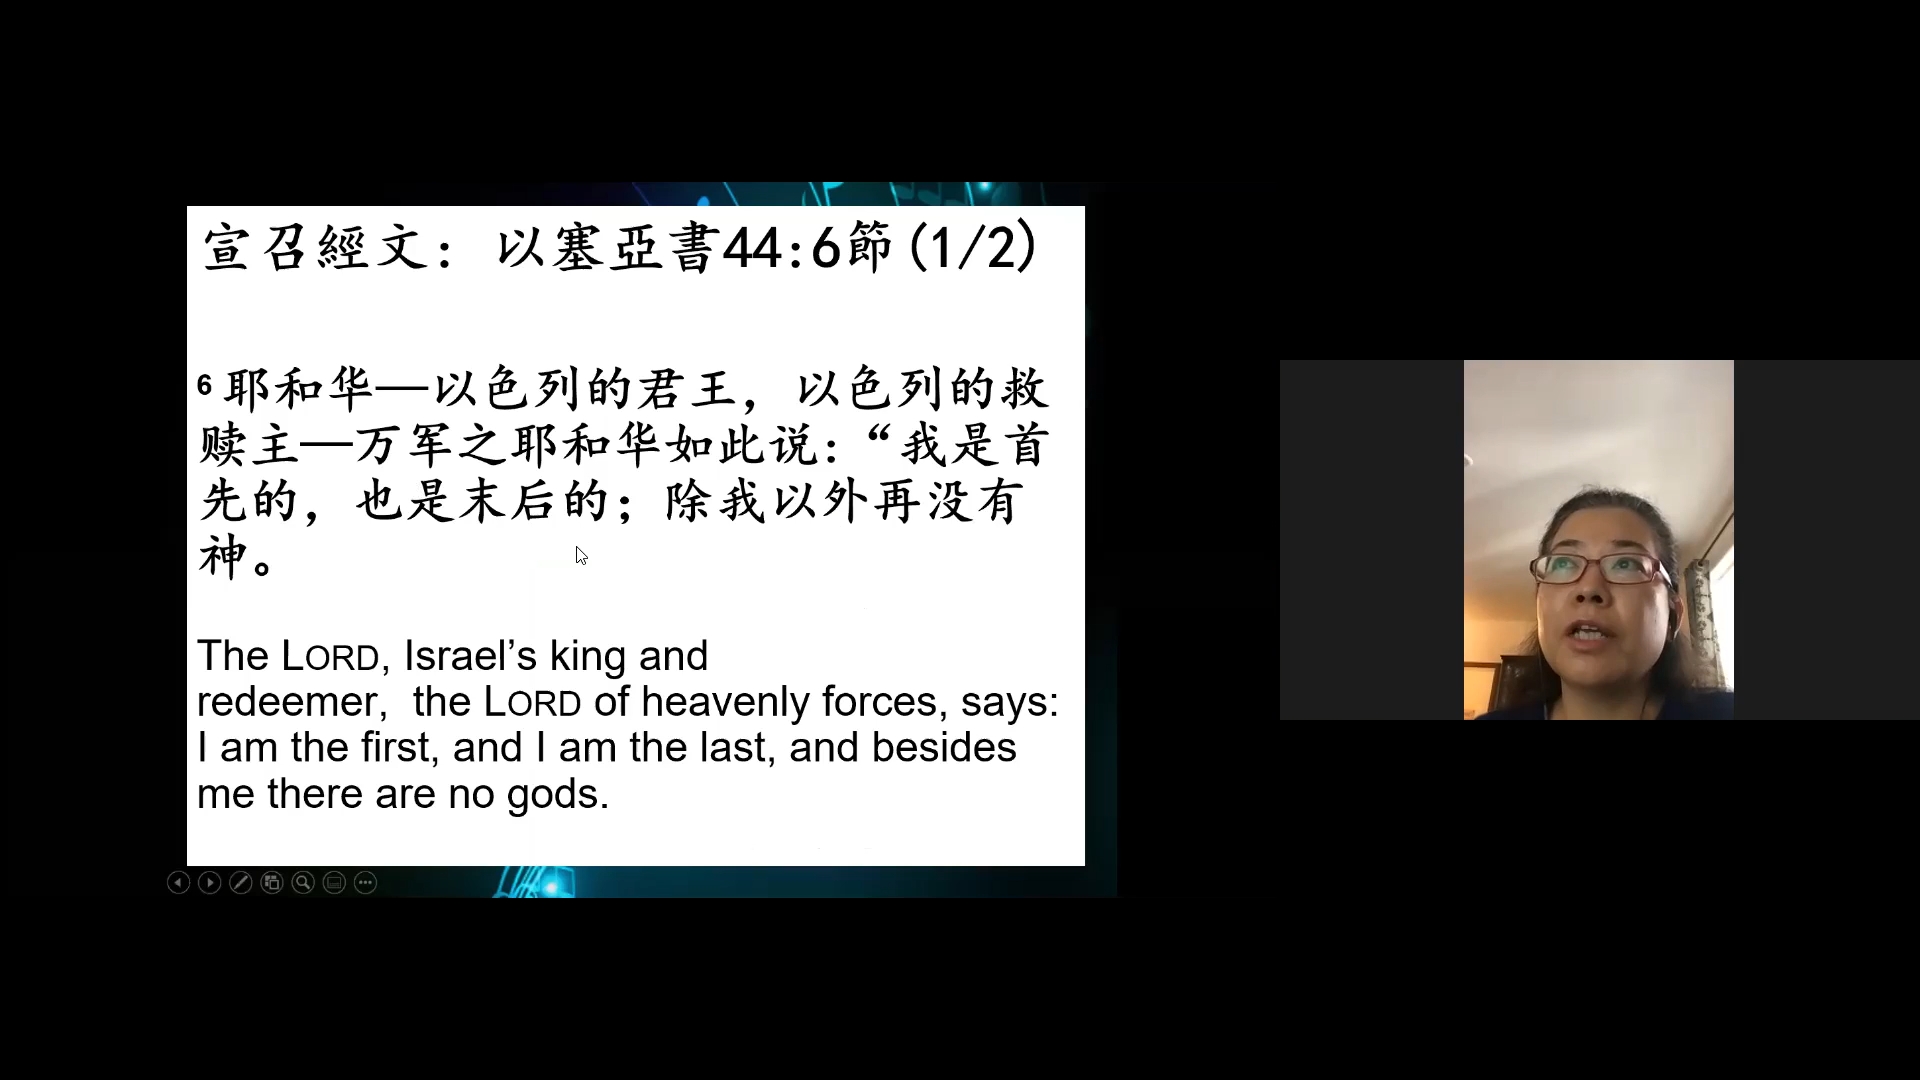 宣召經文：以塞亞書44:6節(1/2)
6 耶和华—以色列的君王，以色列的救
赎主—万军之耶和华如此说：“我是首
先的，也是末后的；除我以外再没有
神。
The LORD, Israel’s king and
redeemer,  the LORD of heavenly forces, says:
I am the first, and I am the last, and besides
me there are no gods.